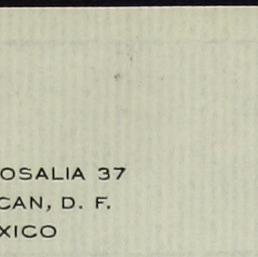 OSALIA 37
CAN, D. F.
XICO